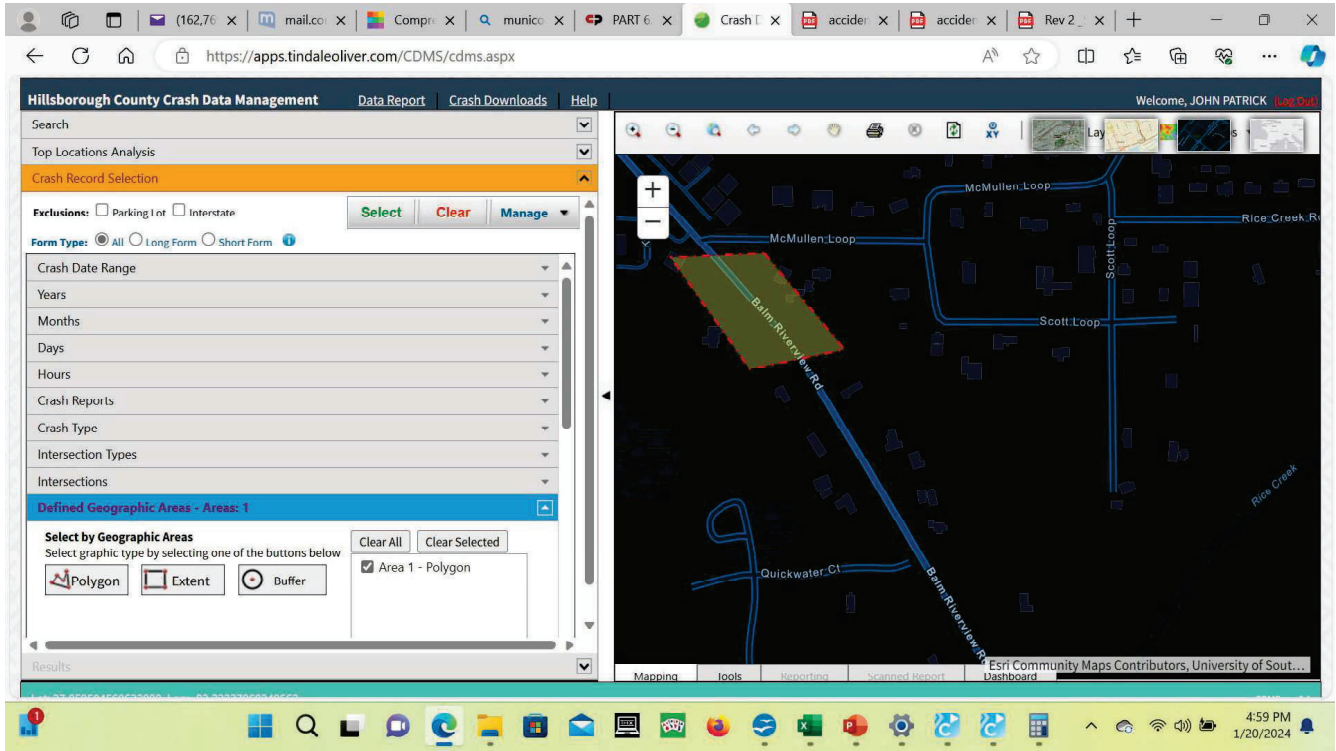 (162,76
mail.co
Compre
munico
PART 6.
Crash D
acciden
acciden
Rev 2_
https://apps.tindaleoliver.com/CDMS/cdms.aspx
Hillsborough County Crash Data Management Data Report Crash Downloads Help Welcome, JOHN PATRICK (Log Out)
Search
Top Locations Analysis
Crash Record Selection
Exclusions: Parking Lot Interstate
Select Clear Manage
Form Type: All Long Form Short Form
Crash Date Range
Years
Months
Days
Hours
Crash Reports
Crash Type
Intersection Types
Intersections
Defined Geographic Areas - Areas: 1
Select by Geographic Areas
Select graphic type by selecting one of the buttons below
Polygon Extent Buffer
Clear All Clear Selected
Area 1 - Polygon
Results
XY
Lay
s
+
−
McMullen Loop
McMullen Loop
Rice Creek R
Scott Loop
Scott Loop
Balm Riverview Rd
Rice Creek
Quickwater Ct
Balm Riverview R
Esri Community Maps Contributors, University of Sout...
Mapping Tools Reporting Scanned Report Dashboard
1
4:59 PM
1/20/2024